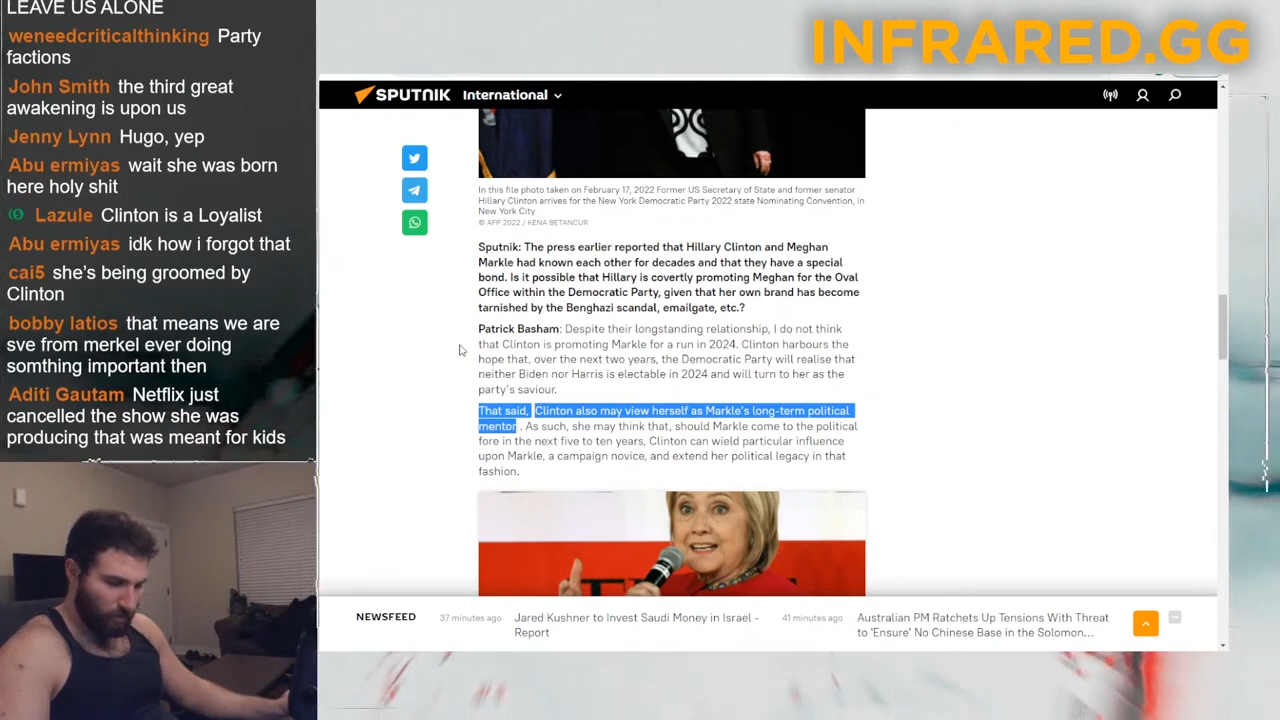 LEAVE US ALONE
weneedcriticalthinking Party
factions
John Smith the third great
awakening is upon us
Jenny Lynn Hugo, yep
Abu ermiyas wait she was born
here holy shit
Lazule Clinton is a Loyalist
Abu ermiyas idk how i forgot that
cai5 she's being groomed by
Clinton
bobby latios that means we are
sve from merkel ever doing
somthing important then
Aditi Gautam Netflix just
cancelled the show she was
producing that was meant for kids
INFRARED.GG
SPUTNIK International
In this file photo taken on February 17, 2022 Former US Secretary of State and former senator
Hillary Clinton arrives for the New York Democratic Party 2022 state Nominating Convention, in
New York City
© AFP 2022 / KENA BETANCUR
Sputnik: The press earlier reported that Hillary Clinton and Meghan
Markle had known each other for decades and that they have a special
bond. Is it possible that Hillary is covertly promoting Meghan for the Oval
Office within the Democratic Party, given that her own brand has become
tarnished by the Benghazi scandal, emailgate, etc.?
Patrick Basham: Despite their longstanding relationship, I do not think
that Clinton is promoting Markle for a run in 2024. Clinton harbours the
hope that, over the next two years, the Democratic Party will realise that
neither Biden nor Harris is electable in 2024 and will turn to her as the
party's saviour.
That said, Clinton also may view herself as Markle's long-term political
mentor . As such, she may think that, should Markle come to the political
fore in the next five to ten years, Clinton can wield particular influence
upon Markle, a campaign novice, and extend her political legacy in that
fashion.
NEWSFEED
37 minutes ago
Jared Kushner to Invest Saudi Money in Israel -
Report
41 minutes ago
Australian PM Ratchets Up Tensions With Threat
to 'Ensure' No Chinese Base in the Solomon...